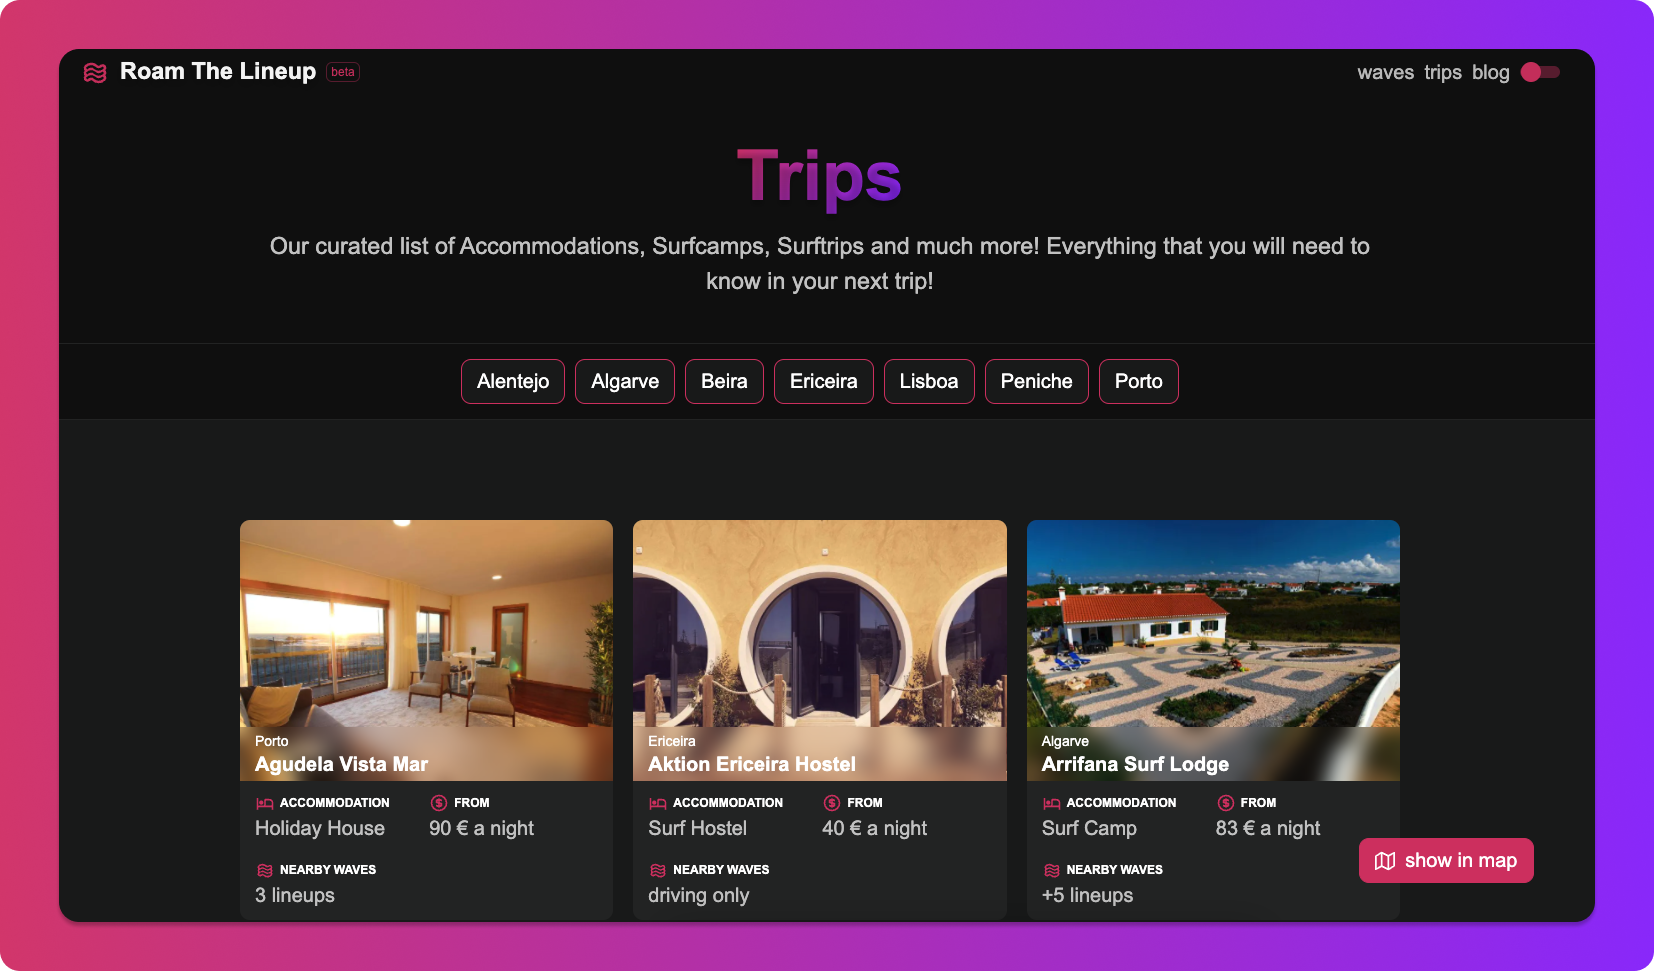 Roam The Lineup beta
waves trips blog
Trips
Our curated list of Accommodations, Surfcamps, Surftrips and much more! Everything that you will need to
know in your next trip!
Alentejo Algarve Beira Ericeira Lisboa Peniche Porto
Porto
Agudela Vista Mar
ACCOMMODATION FROM
Holiday House 90 € a night
NEARBY WAVES
3 lineups
Ericeira
Aktion Ericeira Hostel
ACCOMMODATION FROM
Surf Hostel 40 € a night
NEARBY WAVES
driving only
Algarve
Arrifana Surf Lodge
ACCOMMODATION FROM
Surf Camp 83 € a night
NEARBY WAVES
+5 lineups
show in map